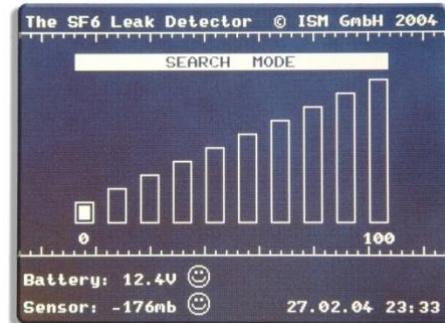 The SF6 Leak Detector © ISM GmbH 2004
SEARCH MODE
0 100
Battery: 12.4V
Sensor: -176mb
27.02.04 23:33